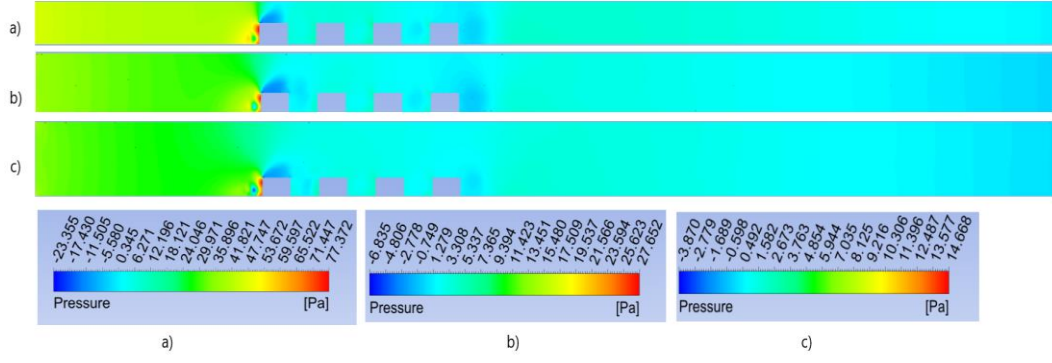 a)
b)
c)
-23.355 -17.430 -11.505 -5.580 0.345 6.271 12.196 18.121 24.046 29.971 35.896 41.821 47.747 53.672 59.597 65.522 71.447 77.372
Pressure [Pa]
a)
-6.835 -4.806 -2.778 -0.749 1.279 3.308 5.337 7.365 9.394 11.423 13.451 15.480 17.509 19.537 21.566 23.594 25.623 27.652
Pressure [Pa]
b)
-3.870 -2.779 -1.689 -0.598 0.492 1.582 2.673 3.763 4.854 5.944 7.035 8.125 9.216 10.306 11.396 12.487 13.577 14.668
Pressure [Pa]
c)